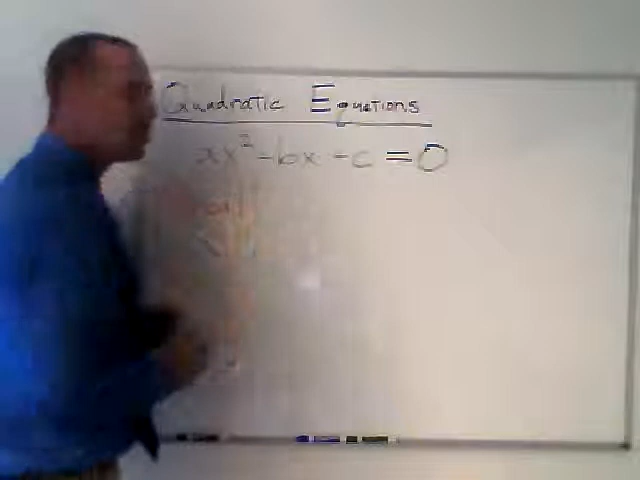 Quadratic Equations
ax² - bx - c = 0